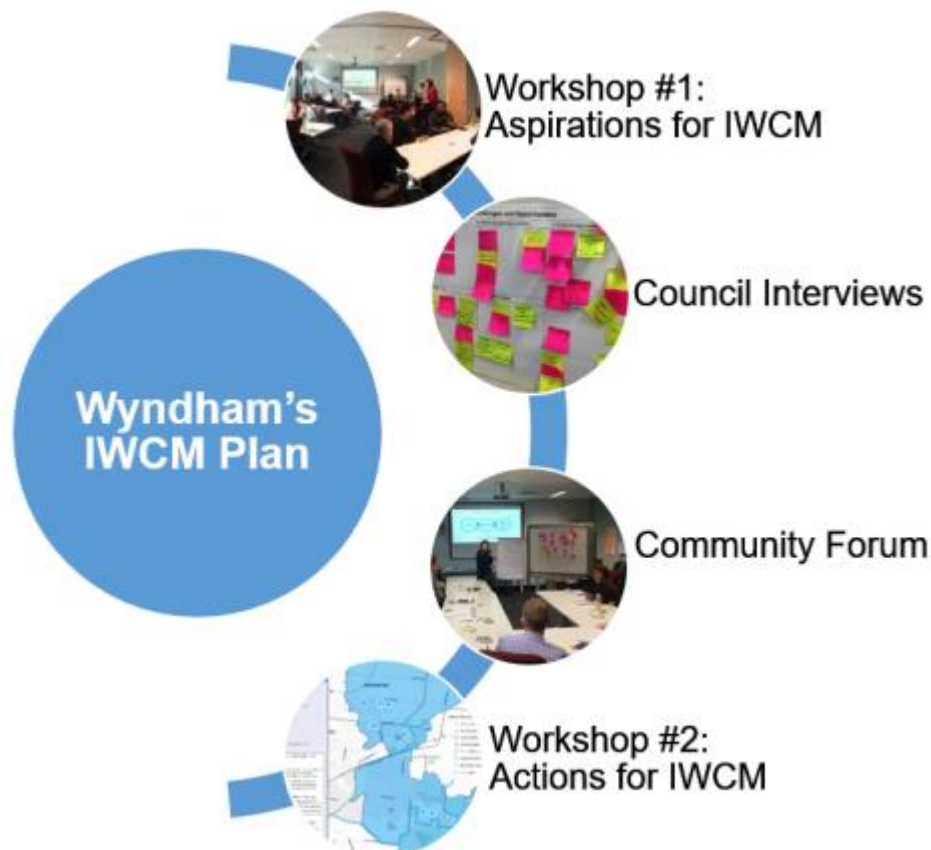 Workshop #1:
Aspirations for IWCM
Council Interviews
Wyndham's
IWCM Plan
Community Forum
Workshop #2:
Actions for IWCM